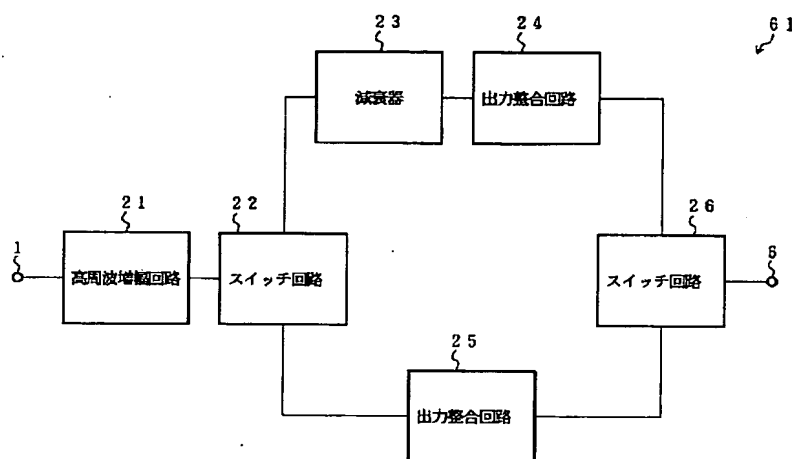 23
24
61
減衰器
出力整合回路
21
22
26
1
高周波増幅回路
スイッチ回路
スイッチ回路
5
25
出力整合回路